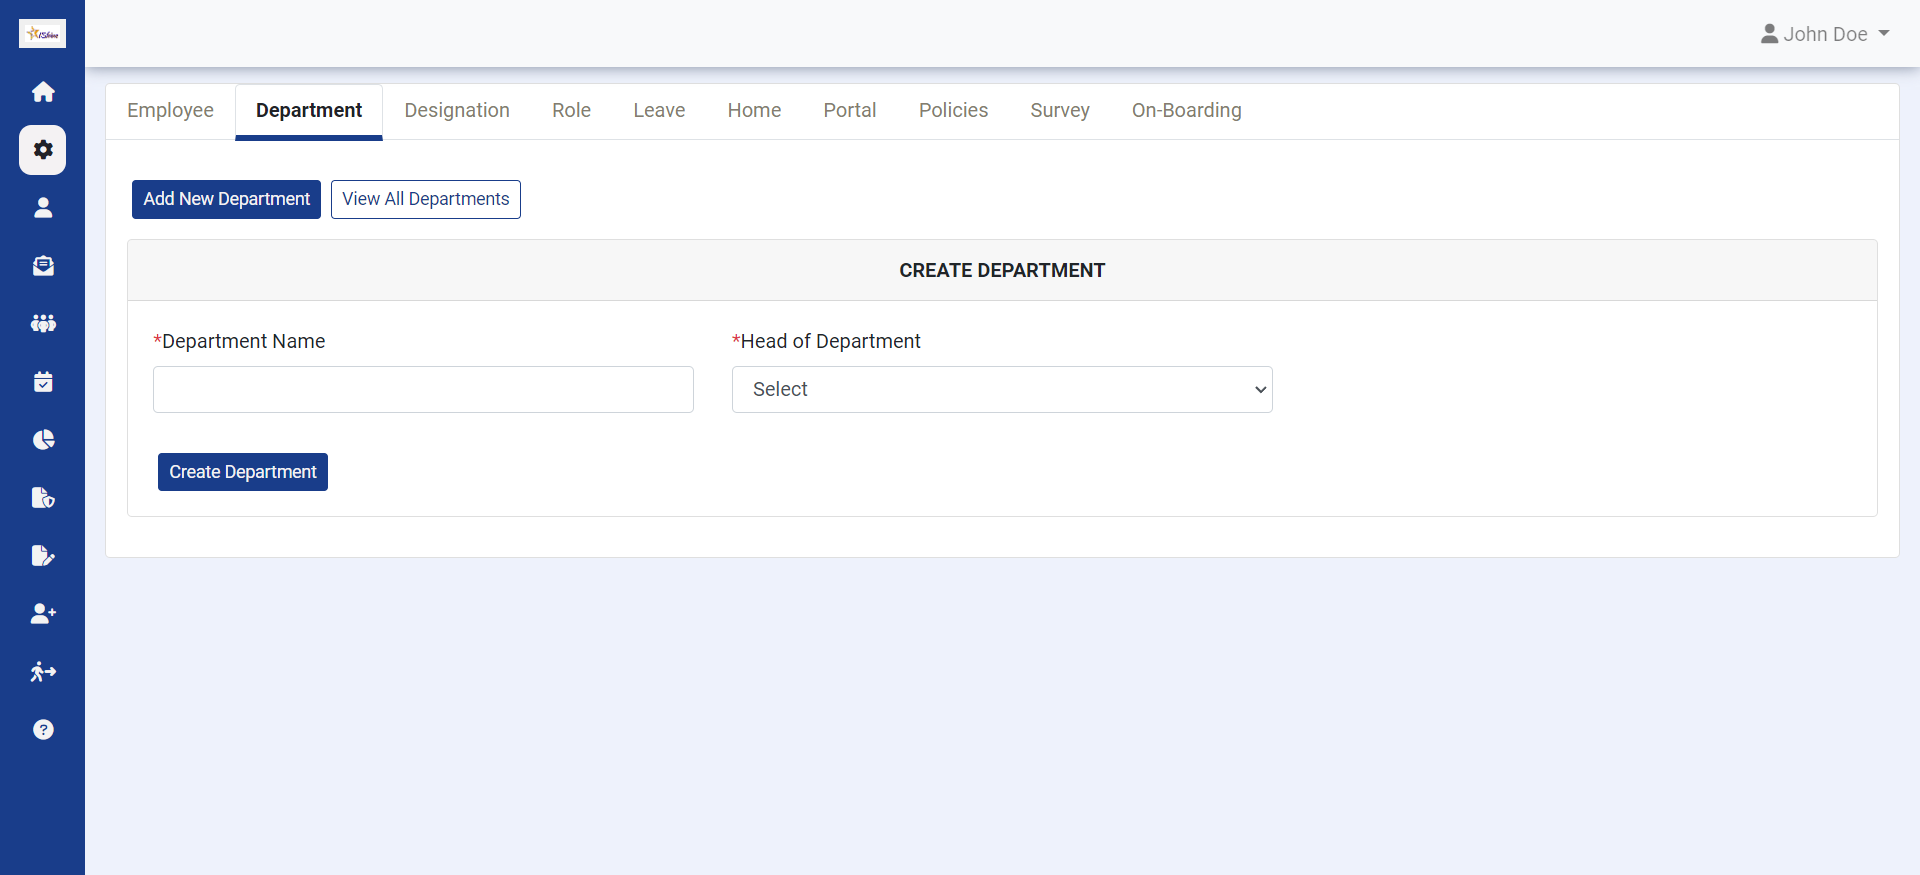 iShine
John Doe
Employee Department Designation Role Leave Home Portal Policies Survey On-Boarding
Add New Department View All Departments
CREATE DEPARTMENT
*Department Name *Head of Department
Select
Create Department